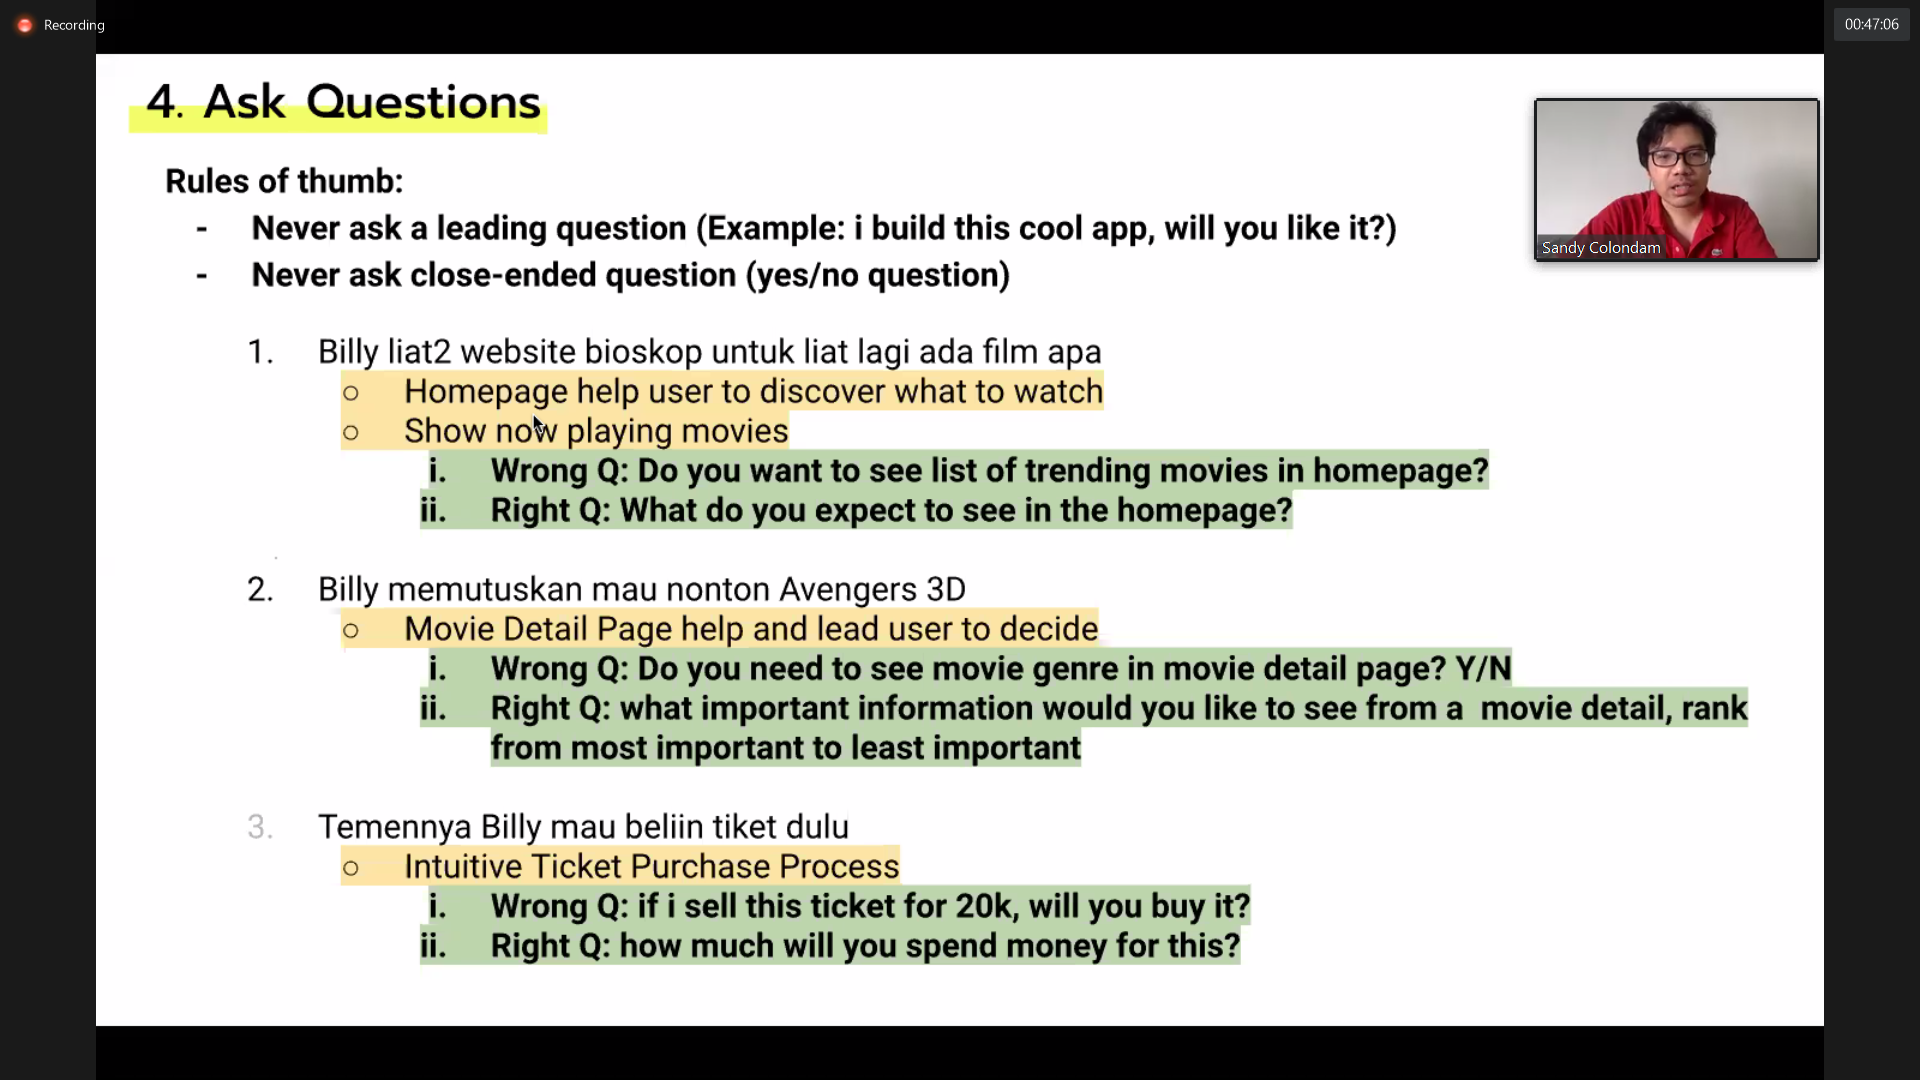 Recording
00:47:06
4. Ask Questions
Sandy Colondam
Rules of thumb:
- Never ask a leading question (Example: i build this cool app, will you like it?)
- Never ask close-ended question (yes/no question)
1. Billy liat2 website bioskop untuk liat lagi ada film apa
○ Homepage help user to discover what to watch
○ Show now playing movies
i. Wrong Q: Do you want to see list of trending movies in homepage?
ii. Right Q: What do you expect to see in the homepage?
2. Billy memutuskan mau nonton Avengers 3D
○ Movie Detail Page help and lead user to decide
i. Wrong Q: Do you need to see movie genre in movie detail page? Y/N
ii. Right Q: what important information would you like to see from a movie detail, rank
from most important to least important
3. Temennya Billy mau beliin tiket dulu
○ Intuitive Ticket Purchase Process
i. Wrong Q: if i sell this ticket for 20k, will you buy it?
ii. Right Q: how much will you spend money for this?